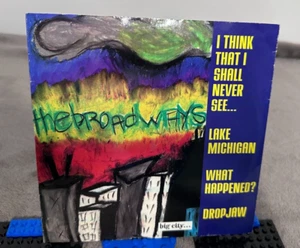 thebroadways
big city...
I THINK
THAT I
SHALL
NEVER
SEE...
LAKE
MICHIGAN
WHAT
HAPPENED?
DROPJAW